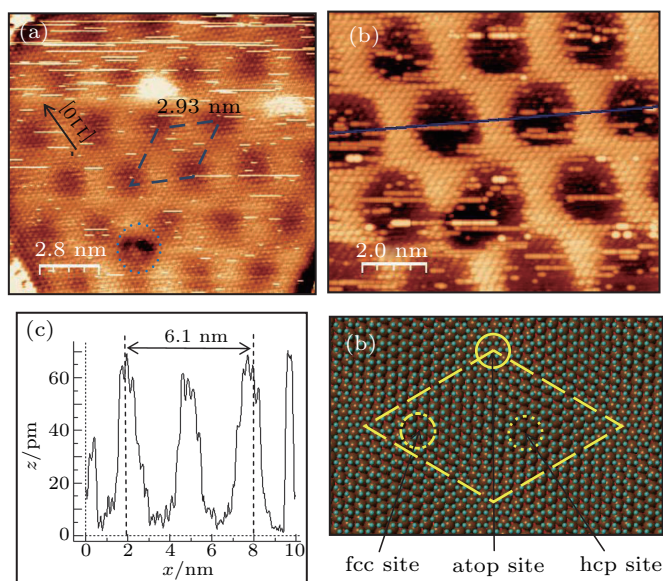 (a)
2.93 nm
[110]
2.8 nm
(b)
2.0 nm
(c)
6.1 nm
60
40
20
0
z/pm
0
2
4
6
8
10
x/nm
(b)
fcc site
atop site
hcp site